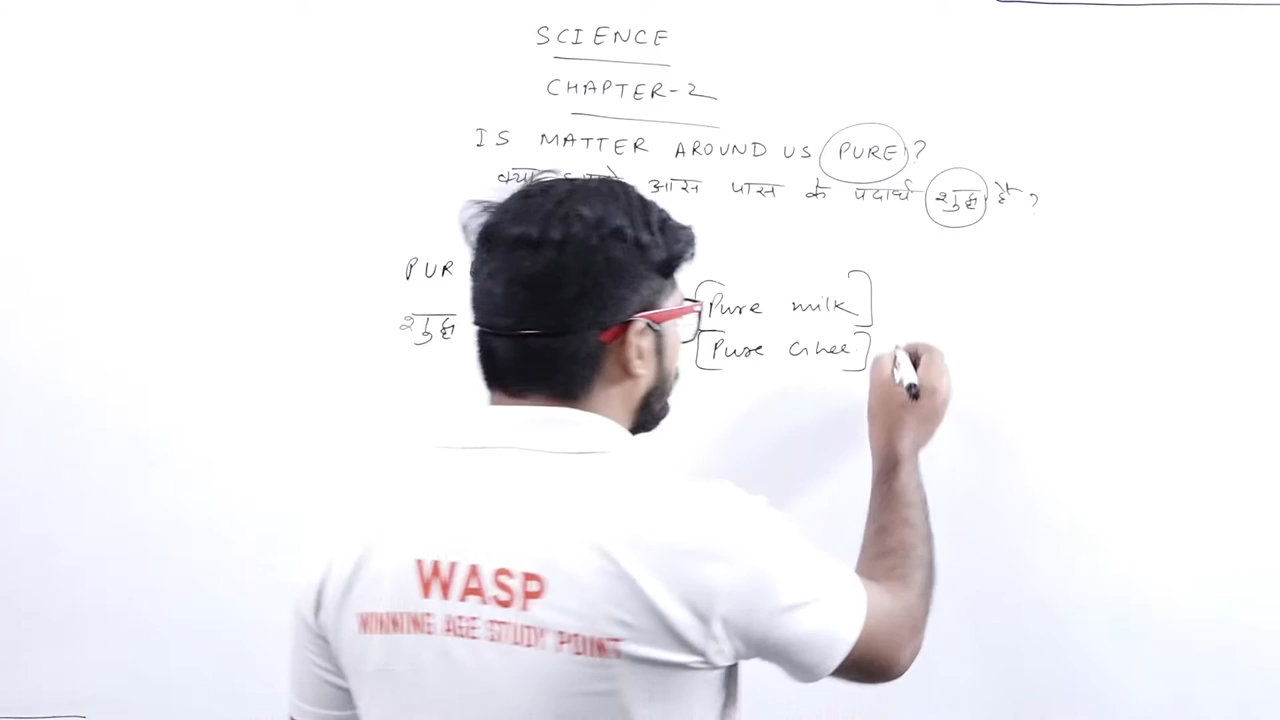 SCIENCE
CHAPTER-2
IS MATTER AROUND US PURE?
क्या आस पास के पदार्थ शुद्ध है?
PUR
शुद्ध
[Pure milk]
[Pure Ghee]
WASP
WINNING AGE STUDY POINT